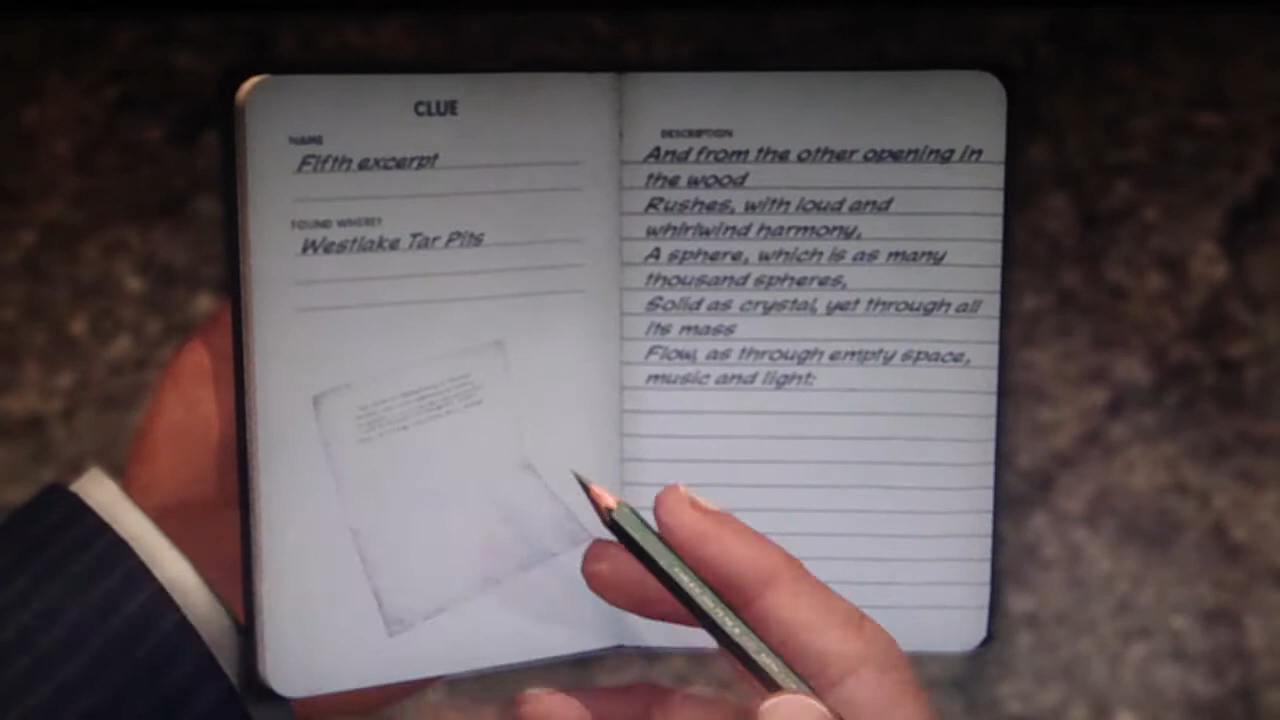 CLUE
NAME
Fifth excerpt
FOUND WHERE?
Westlake Tar Pits
DESCRIPTION
And from the other opening in
the wood
Rushes, with loud and
whirlwind harmony,
A sphere, which is as many
thousand spheres,
Solid as crystal, yet through all
its mass
Flow, as through empty space,
music and light: